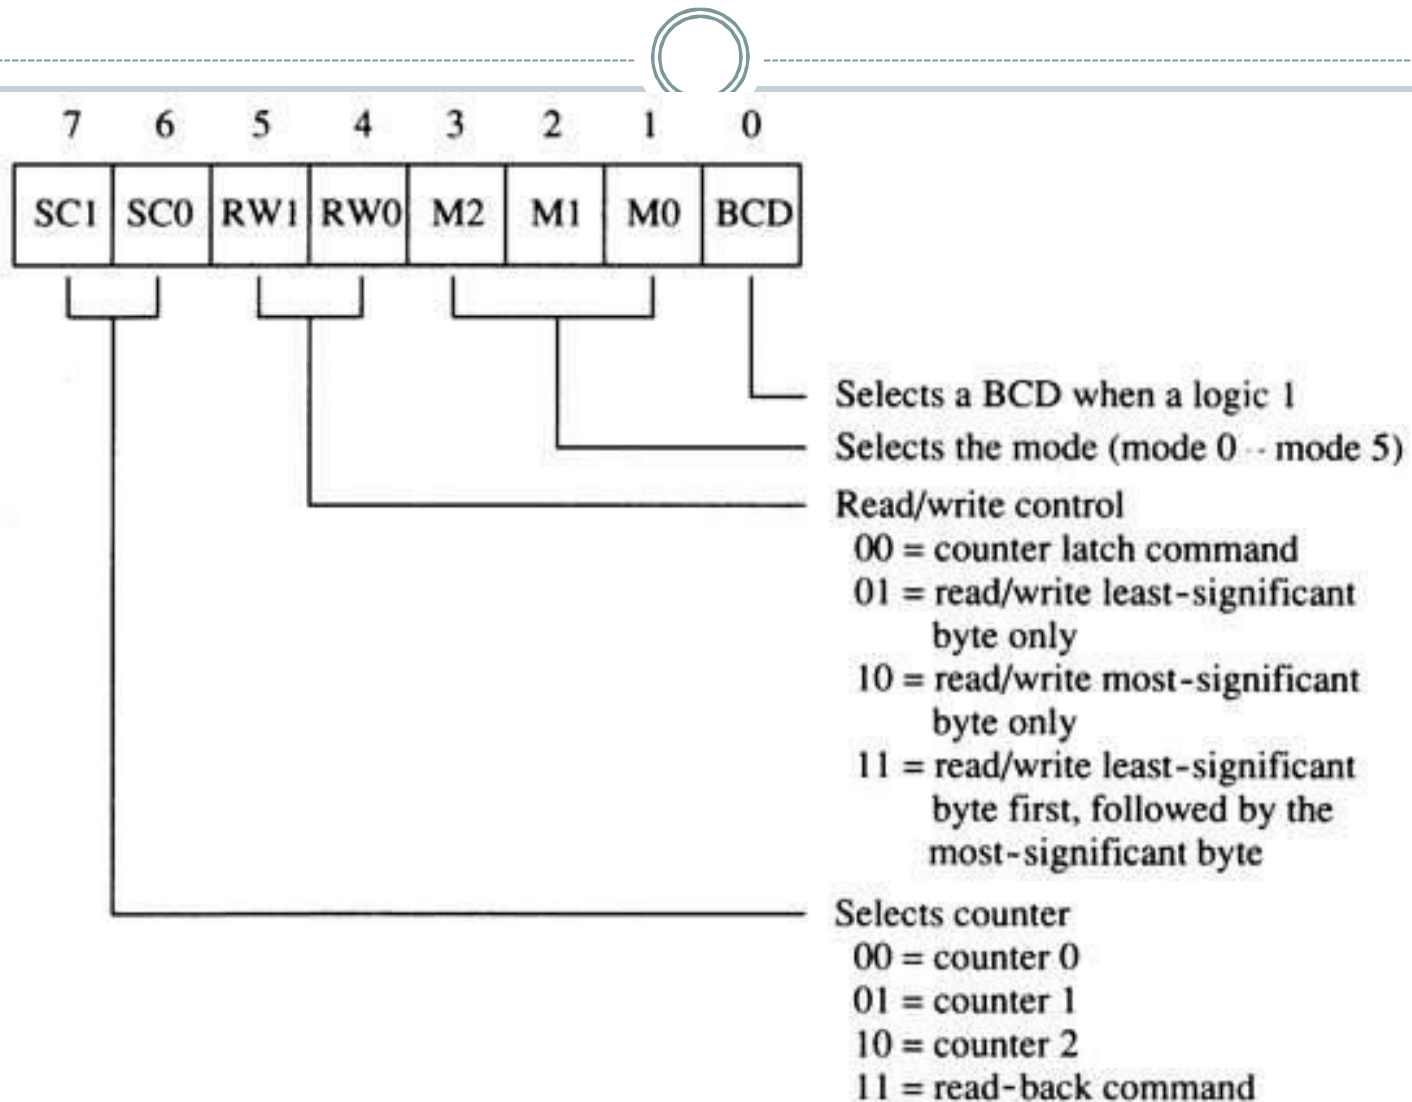 7 6 5 4 3 2 1 0
SC1 SC0 RW1 RW0 M2 M1 M0 BCD
Selects a BCD when a logic 1
Selects the mode (mode 0 - mode 5)
Read/write control
00 = counter latch command
01 = read/write least-significant
byte only
10 = read/write most-significant
byte only
11 = read/write least-significant
byte first, followed by the
most-significant byte
Selects counter
00 = counter 0
01 = counter 1
10 = counter 2
11 = read-back command